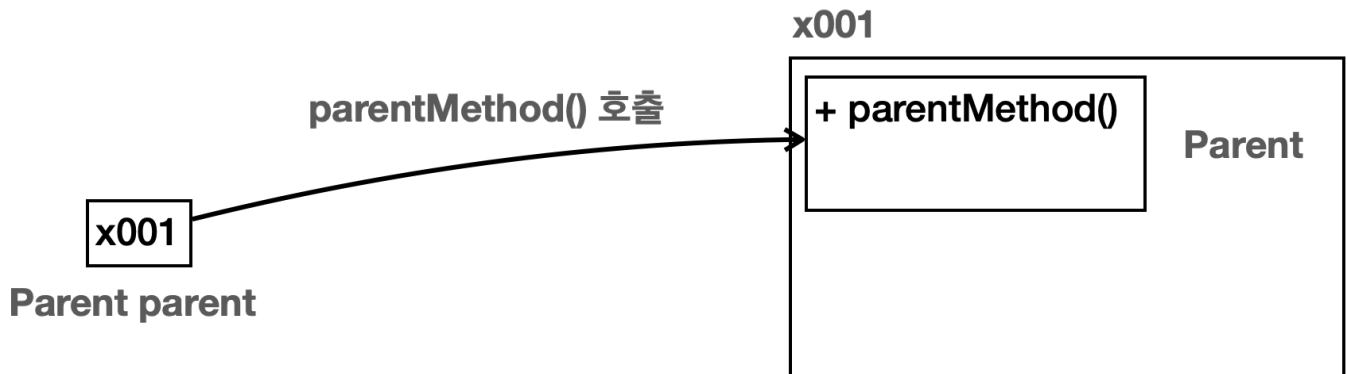 x001
parentMethod() 호출
+ parentMethod()
Parent
x001
Parent parent